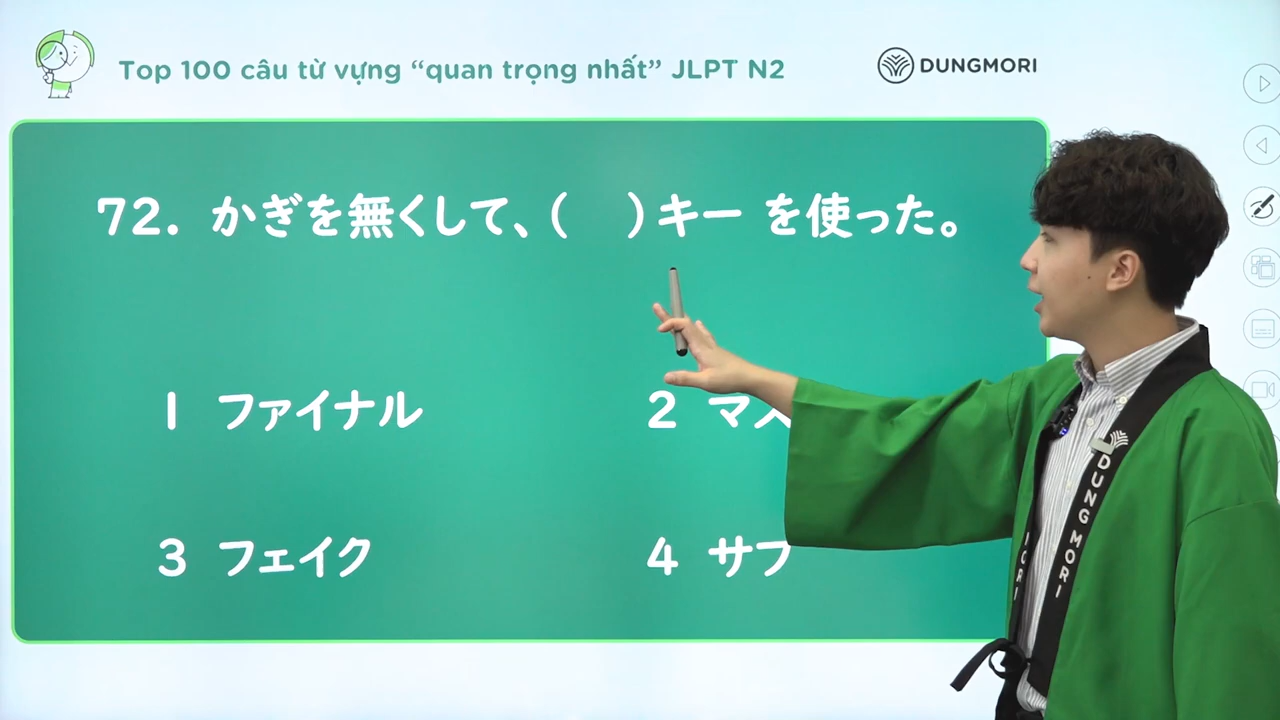 Top 100 câu từ vựng “quan trọng nhất” JLPT N2
DUNGMORI
72. かぎを無くして、(　)キー を使った。
1 ファイナル
2 マス
3 フェイク
4 サブ
DUNG MORI